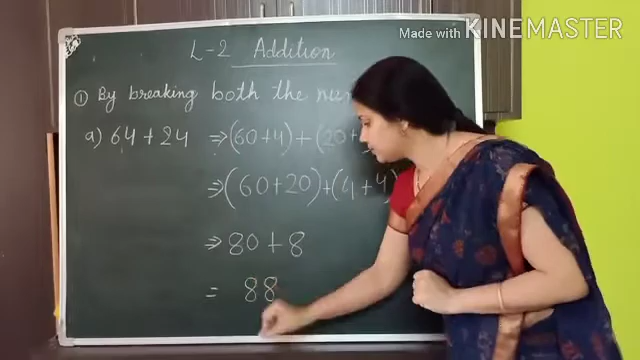 Made with KINEMASTER
L-2 Addition
① By breaking both the
a) 64 + 24 ⇒ (60+4) + (20+
⇒ (60+20) + (4+4)
⇒ 80 + 8
= 88